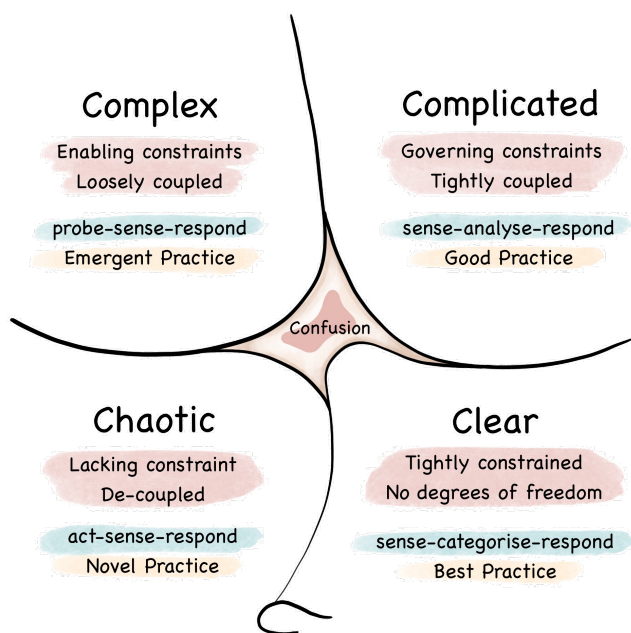 Complex
Enabling constraints
Loosely coupled
probe-sense-respond
Emergent Practice
Complicated
Governing constraints
Tightly coupled
sense-analyse-respond
Good Practice
Confusion
Chaotic
Lacking constraint
De-coupled
act-sense-respond
Novel Practice
Clear
Tightly constrained
No degrees of freedom
sense-categorise-respond
Best Practice